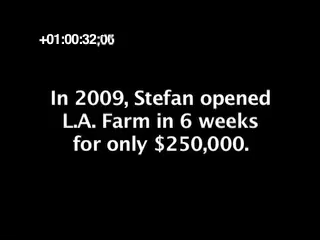 +01:00:32;06
In 2009, Stefan opened
L.A. Farm in 6 weeks
for only $250,000.